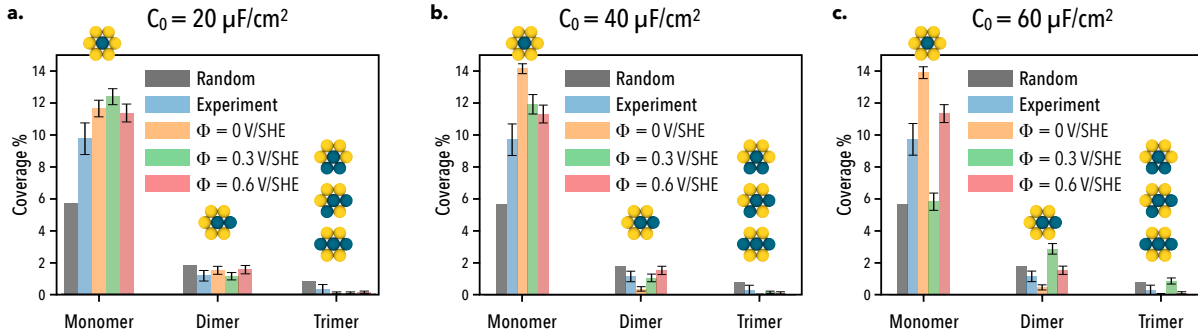 a.
C₀ = 20 μF/cm²
Coverage %
14
12
10
8
6
4
2
0
Random
Experiment
Φ = 0 V/SHE
Φ = 0.3 V/SHE
Φ = 0.6 V/SHE
Monomer Dimer Trimer
b.
C₀ = 40 μF/cm²
Coverage %
14
12
10
8
6
4
2
0
Random
Experiment
Φ = 0 V/SHE
Φ = 0.3 V/SHE
Φ = 0.6 V/SHE
Monomer Dimer Trimer
c.
C₀ = 60 μF/cm²
Coverage %
14
12
10
8
6
4
2
0
Random
Experiment
Φ = 0 V/SHE
Φ = 0.3 V/SHE
Φ = 0.6 V/SHE
Monomer Dimer Trimer